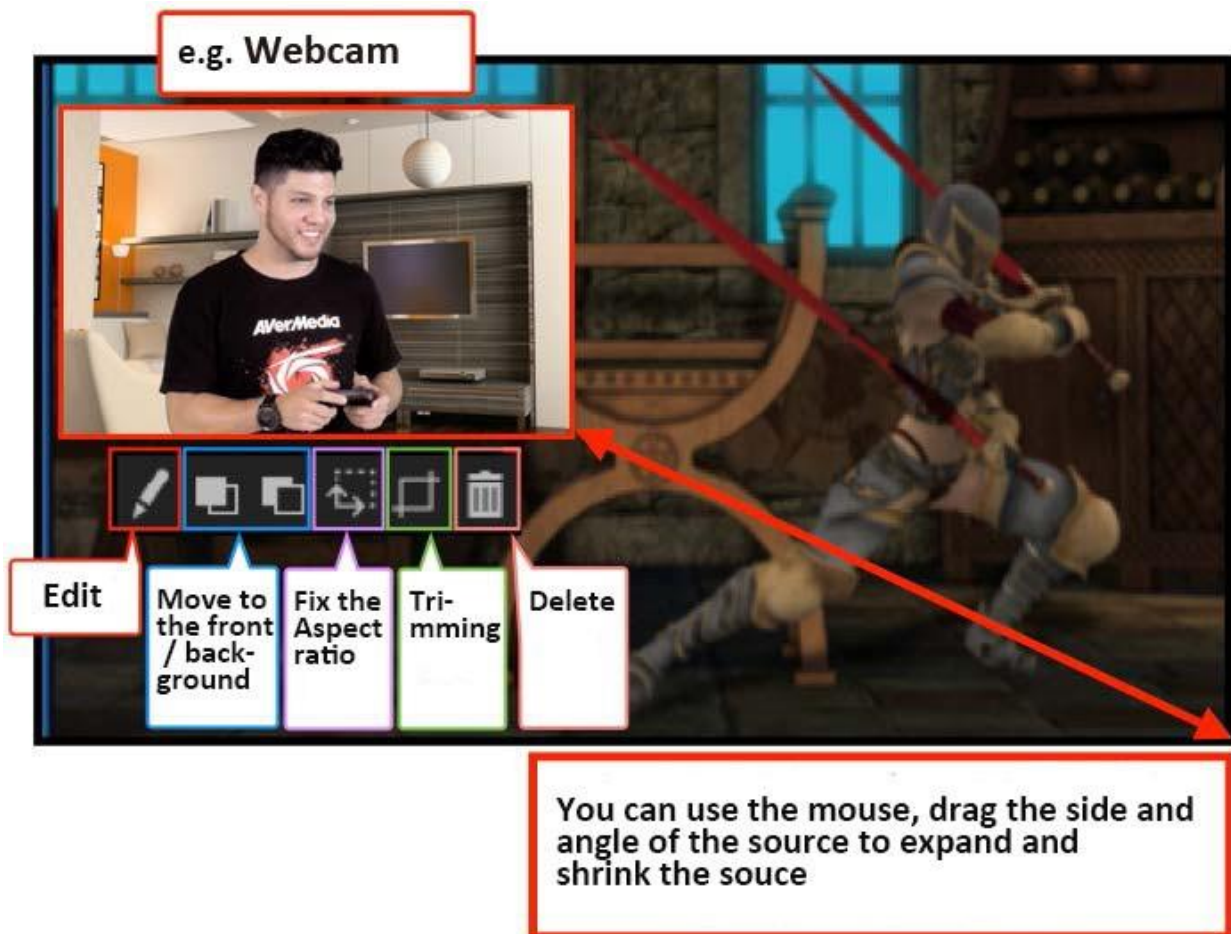 e.g. Webcam
AVerMedia
Edit
Move to
the front
/ back-
ground
Fix the
Aspect
ratio
Tri-
mming
Delete
You can use the mouse, drag the side and
angle of the source to expand and
shrink the souce